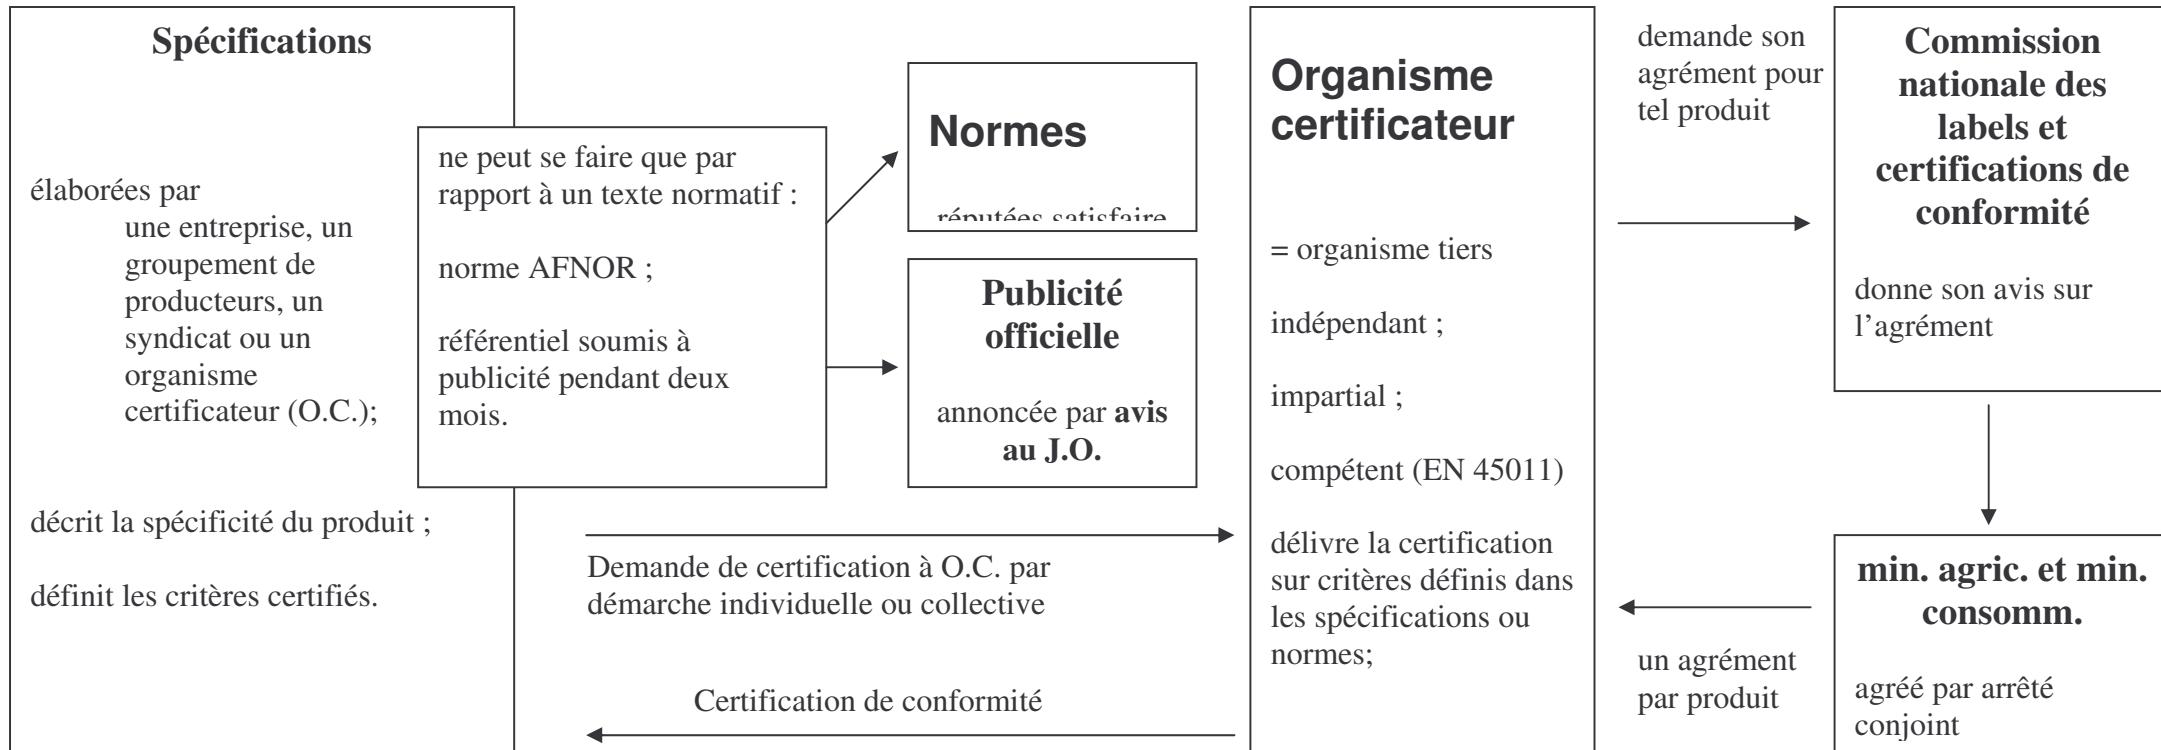 Spécifications
élaborées par
une entreprise, un
groupement de
producteurs, un
syndicat ou un
organisme
certificateur (O.C.);
décrit la spécificité du produit ;
définit les critères certifiés.
ne peut se faire que par
rapport à un texte normatif :
norme AFNOR ;
référentiel soumis à
publicité pendant deux
mois.
Normes
réputées satisfaire
Publicité
officielle
annoncée par avis
au J.O.
Demande de certification à O.C. par
démarche individuelle ou collective
Certification de conformité
Organisme
certificateur
= organisme tiers
indépendant ;
impartial ;
compétent (EN 45011)
délivre la certification
sur critères définis dans
les spécifications ou
normes;
demande son
agrément pour
tel produit
Commission
nationale des
labels et
certifications de
conformité
donne son avis sur
l’agrément
min. agric. et min.
consomm.
agréé par arrêté
conjoint
un agrément
par produit